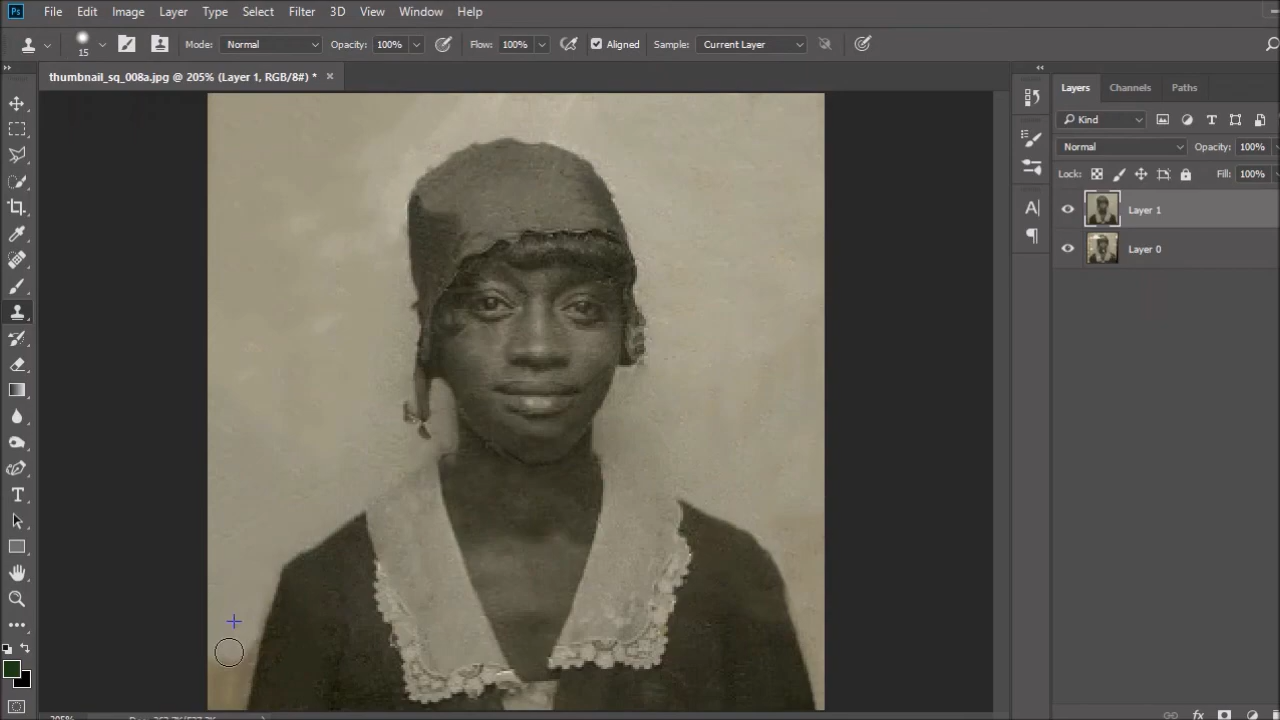 Ps File Edit Image Layer Type Select Filter 3D View Window Help
15 Mode: Normal Opacity: 100% Flow: 100% Aligned Sample: Current Layer
thumbnail_sq_008a.jpg @ 205% (Layer 1, RGB/8#) * ×
Layers Channels Paths
Kind
Normal Opacity: 100%
Lock: Fill: 100%
Layer 1
Layer 0
fx